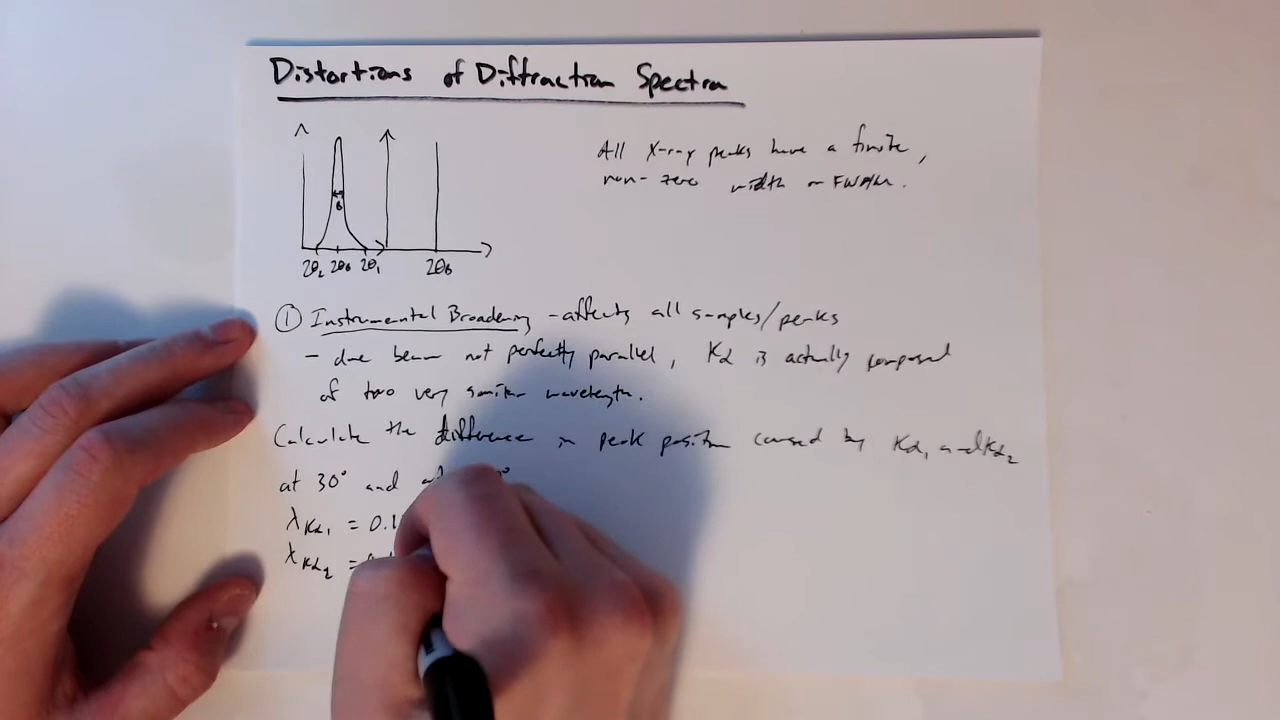 Distortions of Diffraction Spectra
All X-ray peaks have a finite,
non-zero width or FWHM.
B
2θ₂ 2θB 2θ₁ 2θB
① Instrumental Broadening - affects all samples/peaks
- due beam not perfectly parallel, Kα is actually composed
of two very similar wavelength.
Calculate the difference in peak position caused by Kα₁ and Kα₂
at 30° and
λKα₁ = 0.1
λKα₂ =